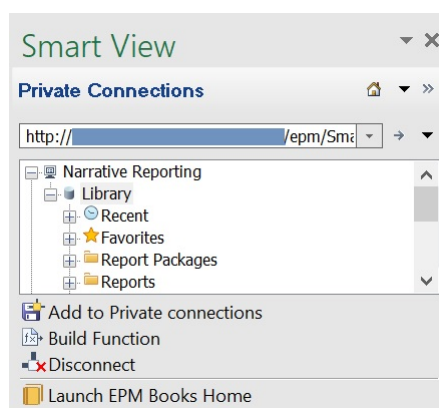 Smart View
Private Connections
http:// /epm/Sma
Narrative Reporting
Library
Recent
Favorites
Report Packages
Reports
Add to Private connections
Build Function
Disconnect
Launch EPM Books Home